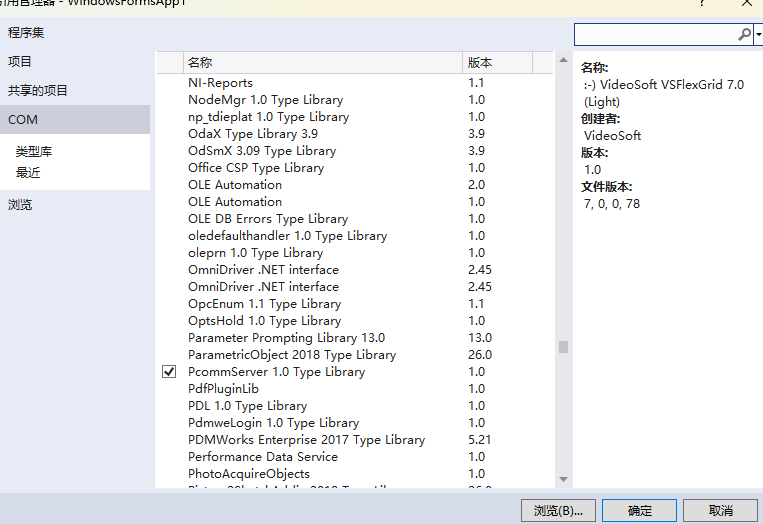 引用管理器 - WindowsFormsApp1
程序集
项目
共享的项目
COM
类型库
最近
浏览
名称 版本
NI-Reports 1.1
NodeMgr 1.0 Type Library 1.0
np_tdieplat 1.0 Type Library 1.0
OdaX Type Library 3.9 3.9
OdSmX 3.09 Type Library 3.9
Office CSP Type Library 1.0
OLE Automation 2.0
OLE Automation 1.0
OLE DB Errors Type Library 1.0
oledefaulthandler 1.0 Type Library 1.0
oleprn 1.0 Type Library 1.0
OmniDriver .NET interface 2.45
OmniDriver .NET interface 2.45
OpcEnum 1.1 Type Library 1.1
OptsHold 1.0 Type Library 1.0
Parameter Prompting Library 13.0 13.0
ParametricObject 2018 Type Library 26.0
PcommServer 1.0 Type Library 1.0
PdfPluginLib 1.0
PDL 1.0 Type Library 1.0
PdmweLogin 1.0 Type Library 1.0
PDMWorks Enterprise 2017 Type Library 5.21
Performance Data Service 1.0
PhotoAcquireObjects 1.0
名称:
:-) VideoSoft VSFlexGrid 7.0
(Light)
创建者:
VideoSoft
版本:
1.0
文件版本:
7, 0, 0, 78
浏览(B)... 确定 取消